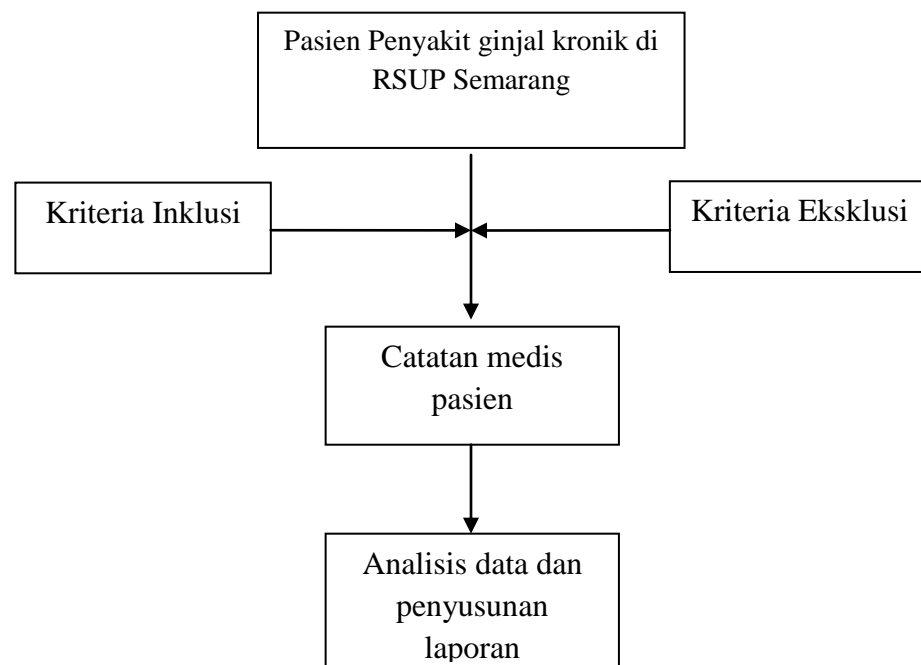 Pasien Penyakit ginjal kronik di
RSUP Semarang
Kriteria Inklusi
Kriteria Eksklusi
Catatan medis
pasien
Analisis data dan
penyusunan
laporan